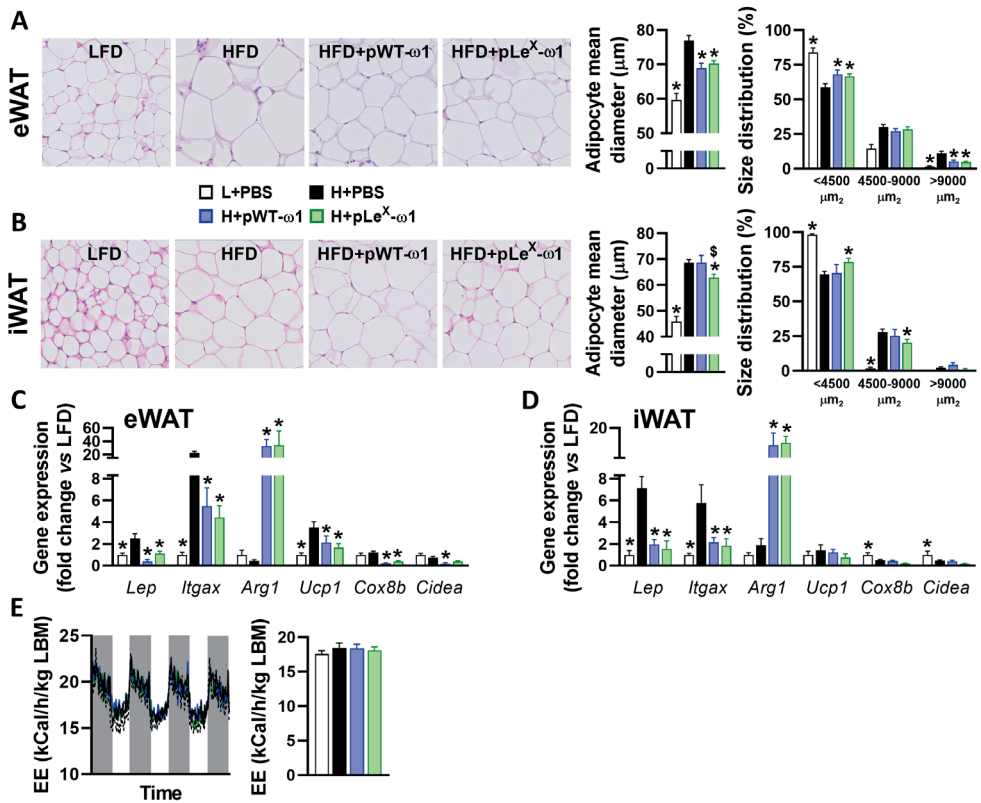 A
eWAT
LFD
HFD
HFD+pWT-ω1
HFD+pLeX-ω1
Adipocyte mean
diameter (μm)
80
70
60
50
0
*
*
*
Size distribution (%)
100
75
50
25
0
*
*
*
*
*
*
<4500
μm2
4500-9000
μm2
>9000
μm2
L+PBS
H+PBS
H+pWT-ω1
H+pLeX-ω1
B
iWAT
LFD
HFD
HFD+pWT-ω1
HFD+pLeX-ω1
Adipocyte mean
diameter (μm)
80
70
60
50
40
0
*
$
*
Size distribution (%)
100
75
50
25
0
*
*
*
*
<4500
μm2
4500-9000
μm2
>9000
μm2
C
eWAT
Gene expression
(fold change vs LFD)
60
40
20
8
6
4
2
0
*
*
*
*
*
*
*
*
*
*
*
*
*
*
Lep
Itgax
Arg1
Ucp1
Cox8b
Cidea
D
iWAT
Gene expression
(fold change vs LFD)
20
8
6
4
2
0
*
*
*
*
*
*
*
*
*
*
Lep
Itgax
Arg1
Ucp1
Cox8b
Cidea
E
EE (kCal/h/kg LBM)
25
20
15
10
Time
EE (kCal/h/kg LBM)
20
15
10
5
0